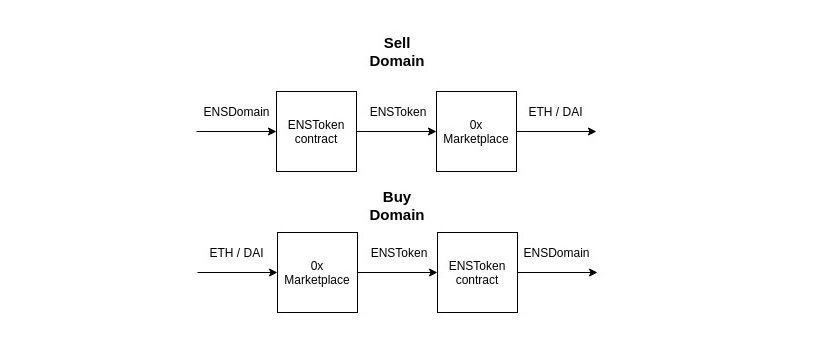 Sell
Domain
ENSDomain
ENSToken
contract
ENSToken
0x
Marketplace
ETH / DAI
Buy
Domain
ETH / DAI
0x
Marketplace
ENSToken
ENSToken
contract
ENSDomain